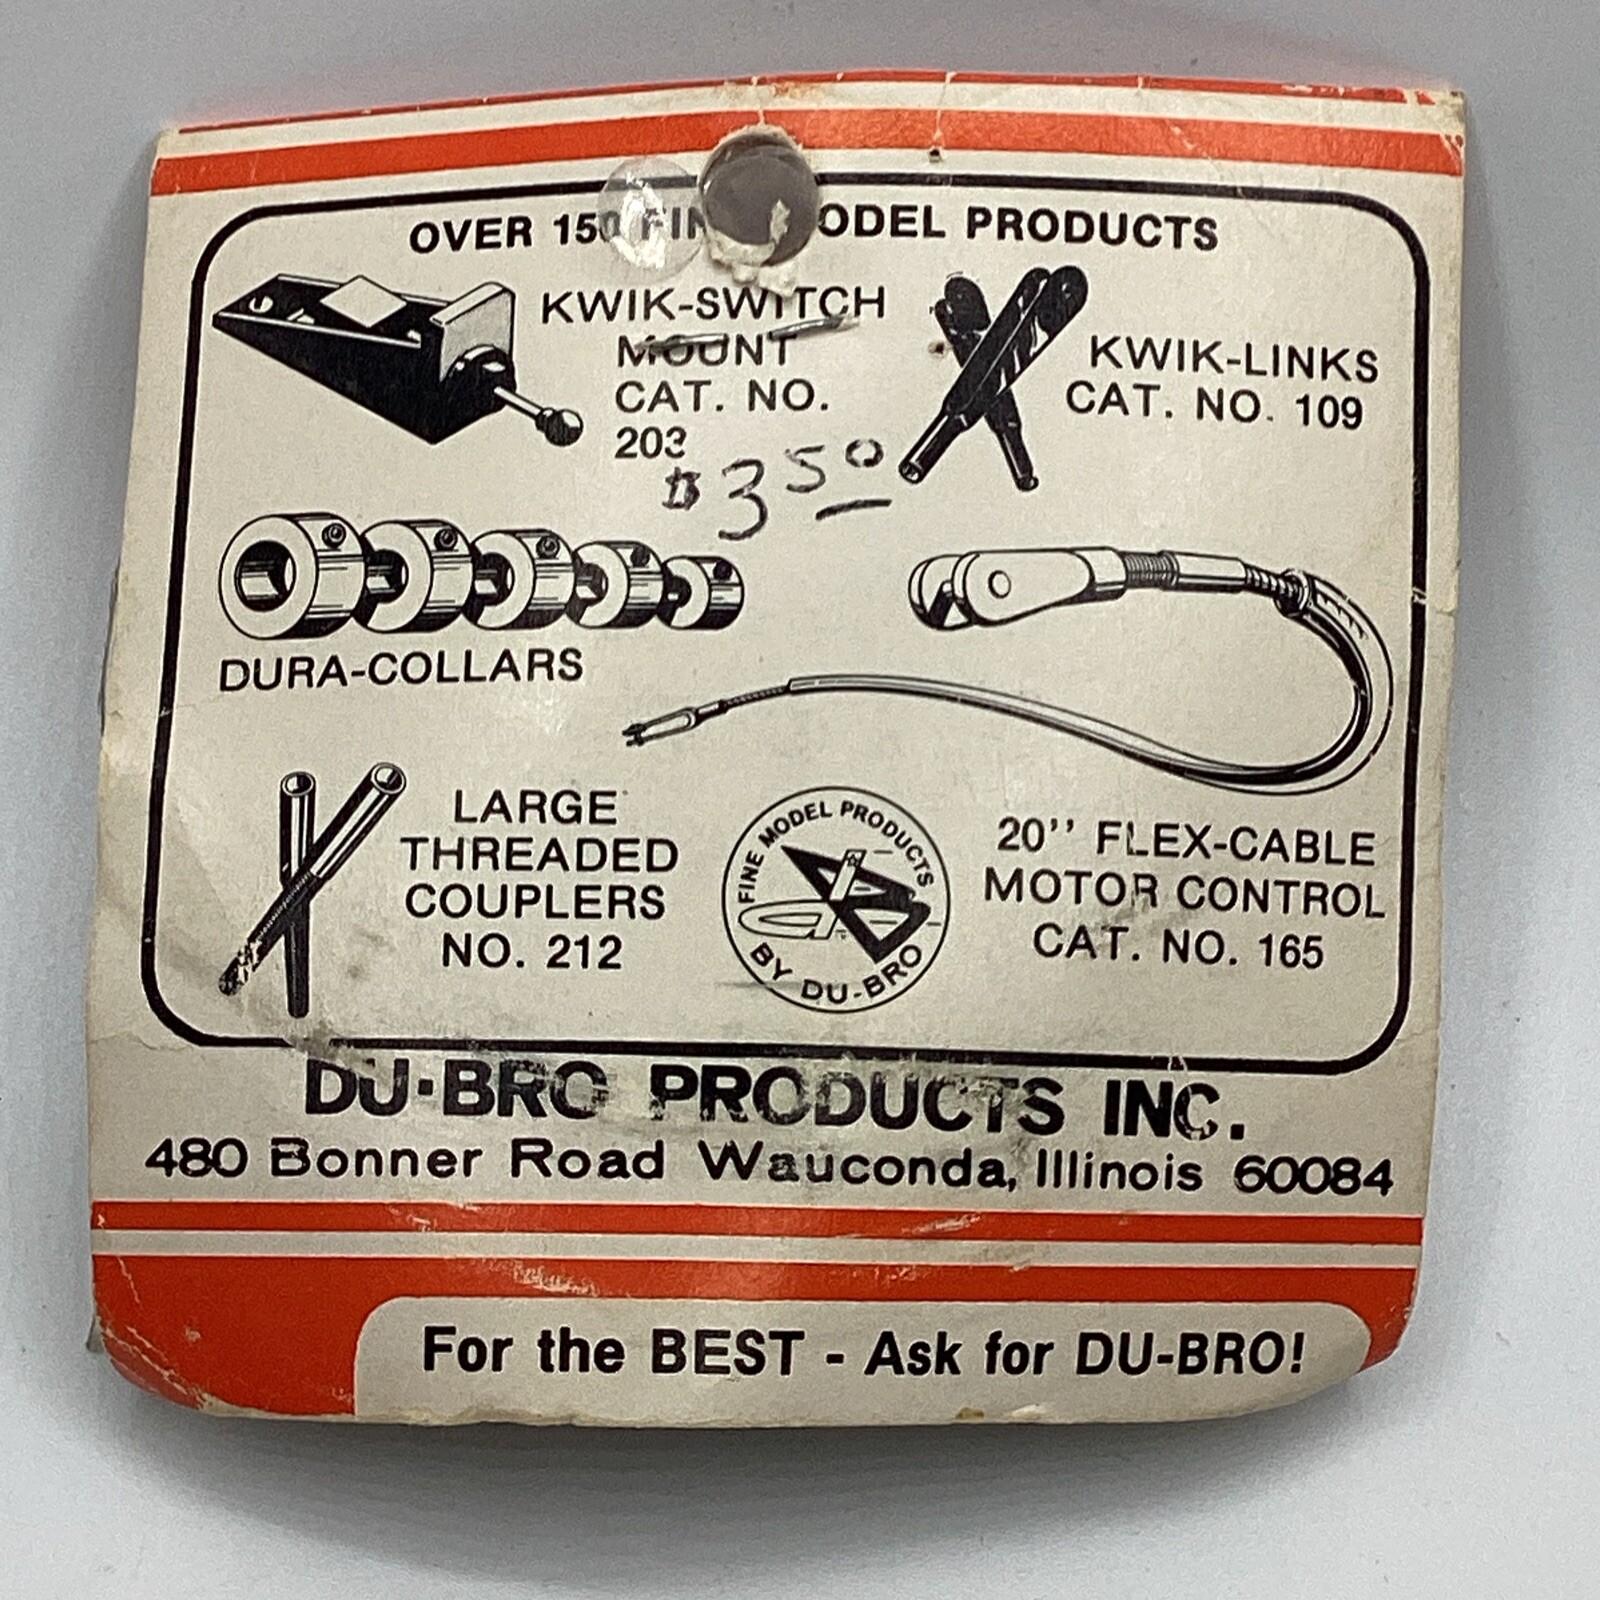 OVER 150 FINE MODEL PRODUCTS
KWIK-SWITCH
MOUNT
CAT. NO.
203
$3 50
KWIK-LINKS
CAT. NO. 109
DURA-COLLARS
LARGE
THREADED
COUPLERS
NO. 212
FINE MODEL PRODUCTS
BY DU-BRO
20'' FLEX-CABLE
MOTOR CONTROL
CAT. NO. 165
DU-BRO PRODUCTS INC.
480 Bonner Road Wauconda, Illinois 60084
For the BEST - Ask for DU-BRO!